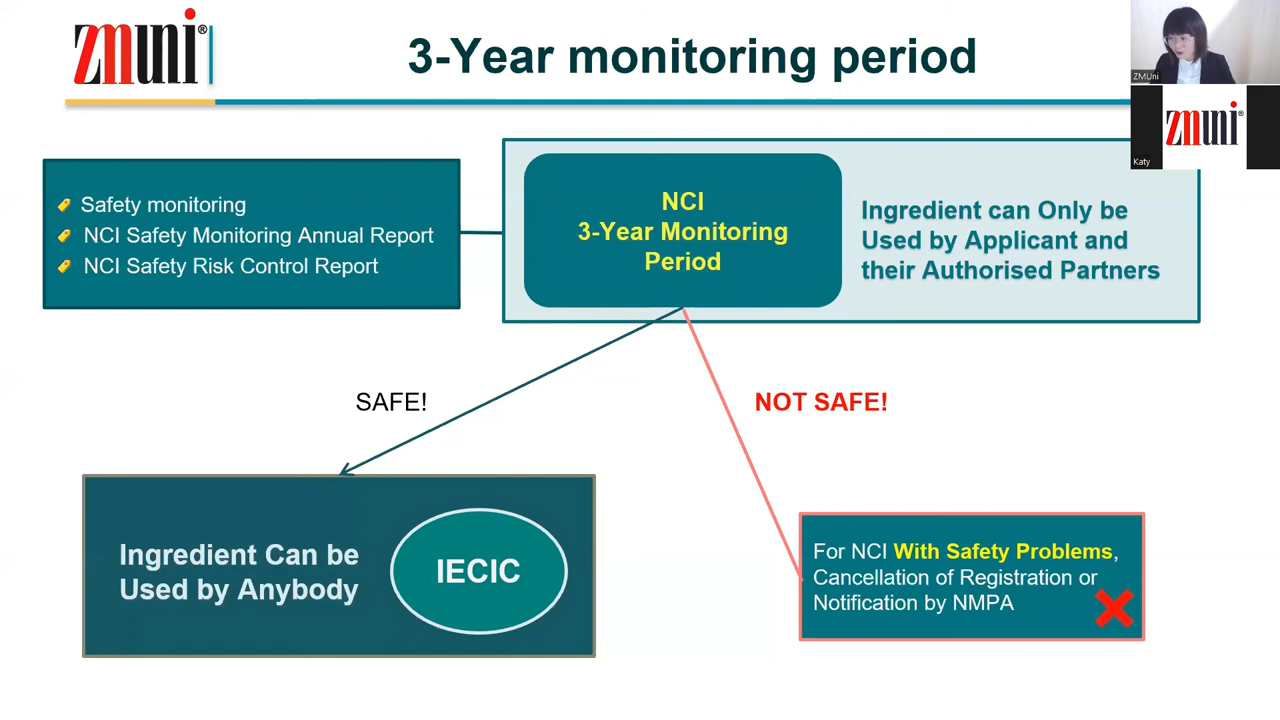 zmuni®
3-Year monitoring period
ZMUni
zmuni®
Katy
Safety monitoring
NCI Safety Monitoring Annual Report
NCI Safety Risk Control Report
NCI
3-Year Monitoring
Period
Ingredient can Only be
Used by Applicant and
their Authorised Partners
SAFE!
NOT SAFE!
Ingredient Can be
Used by Anybody
IECIC
For NCI With Safety Problems,
Cancellation of Registration or
Notification by NMPA